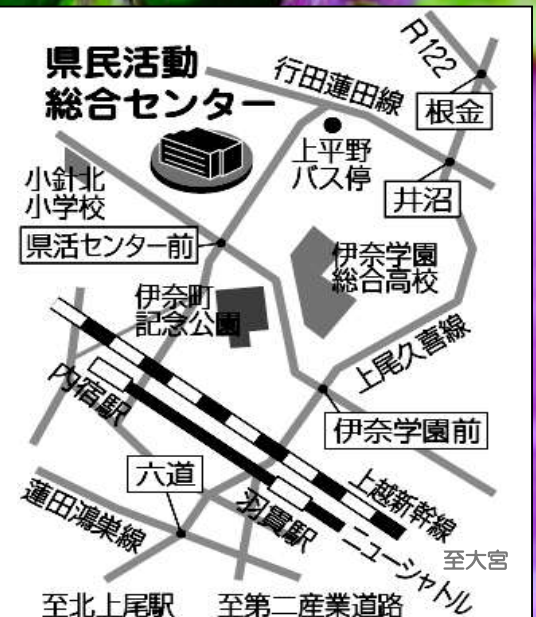 県民活動
総合センター
R122
行田蓮田線
根金
上平野
バス停
井沼
小針北
小学校
県活センター前
伊奈学園
総合高校
伊奈町
記念公園
上尾久喜線
内宿駅
伊奈学園前
六道
羽貫駅
上越新幹線
蓮田鴻巣線
ニューシャトル
至大宮
至北上尾駅
至第二産業道路